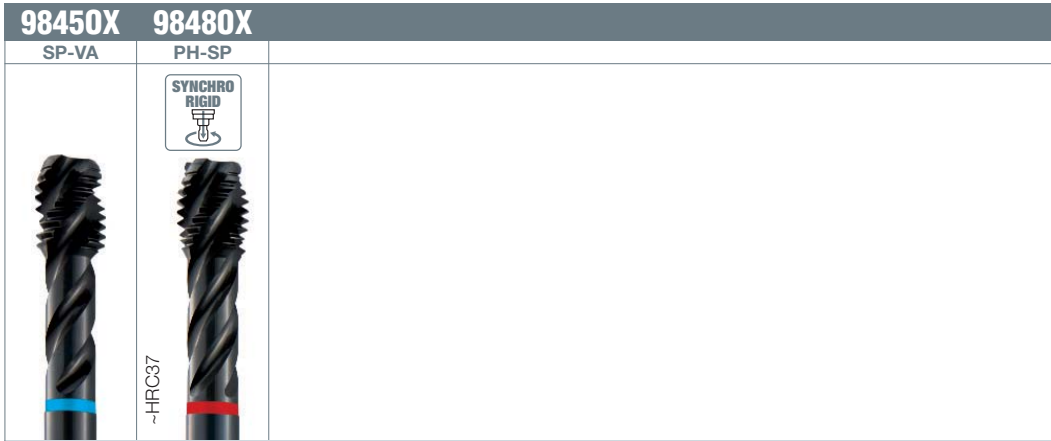 98450X 98480X
SP-VA PH-SP
SYNCHRO
RIGID
~HRC37